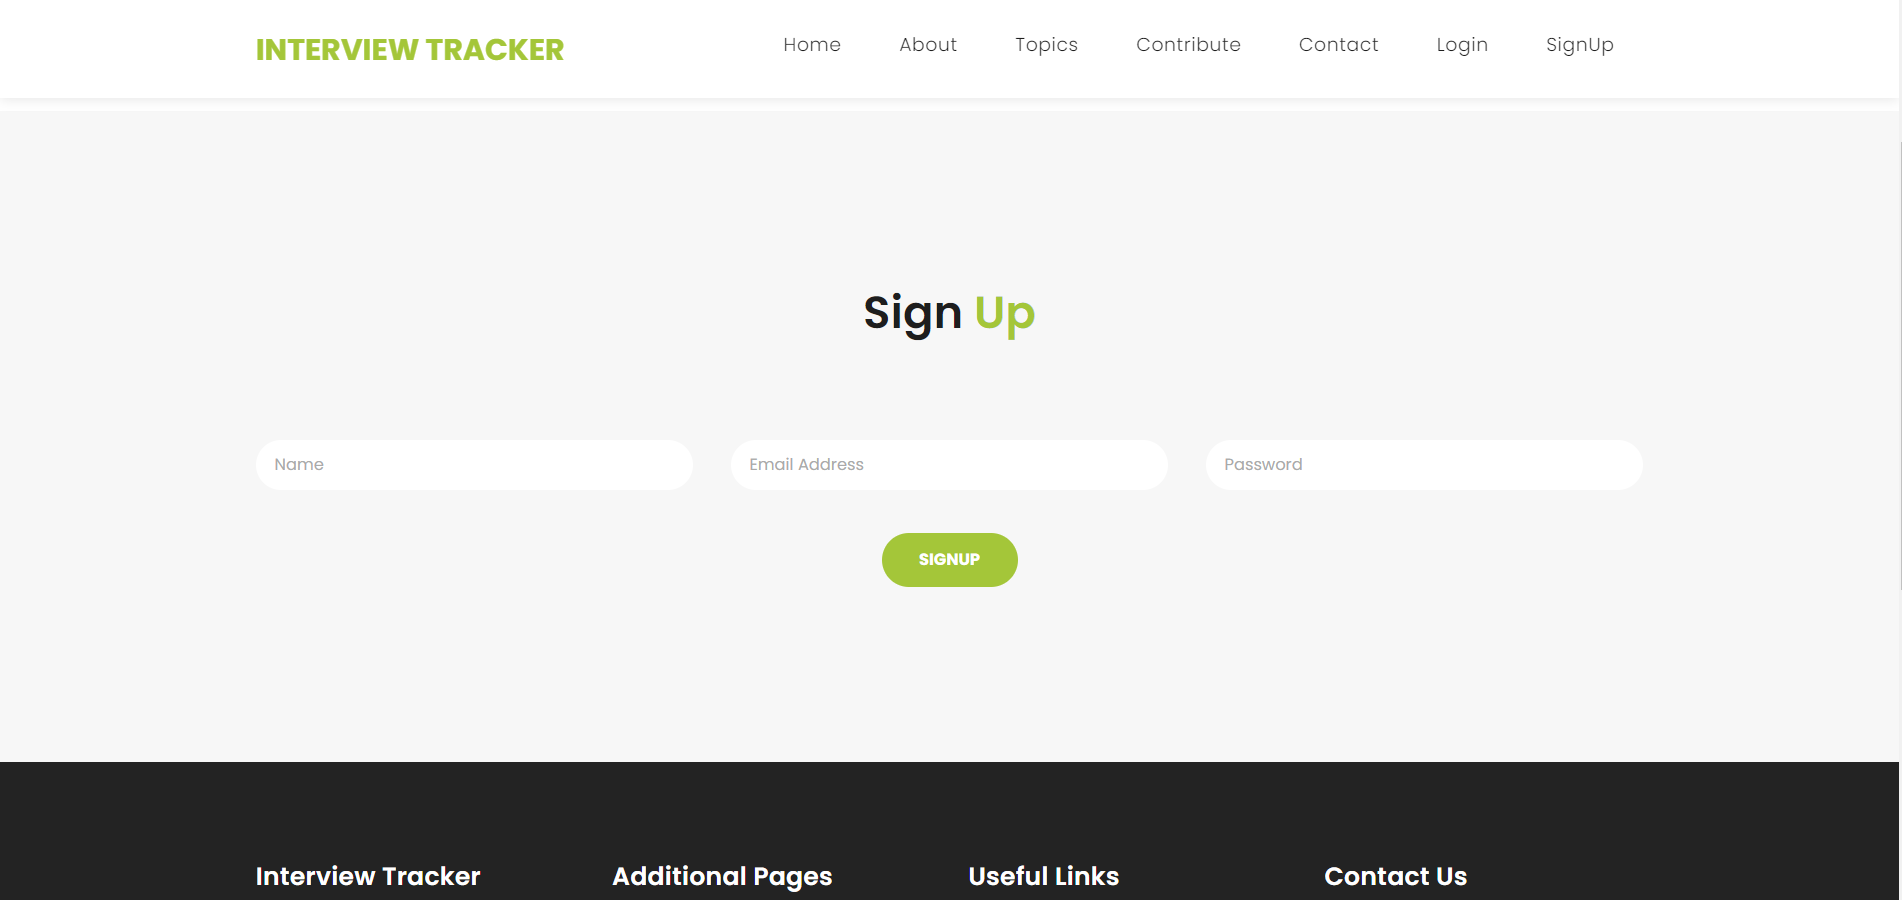 INTERVIEW TRACKER
Home About Topics Contribute Contact Login SignUp
Sign Up
Name Email Address Password
SIGNUP
Interview Tracker Additional Pages Useful Links Contact Us